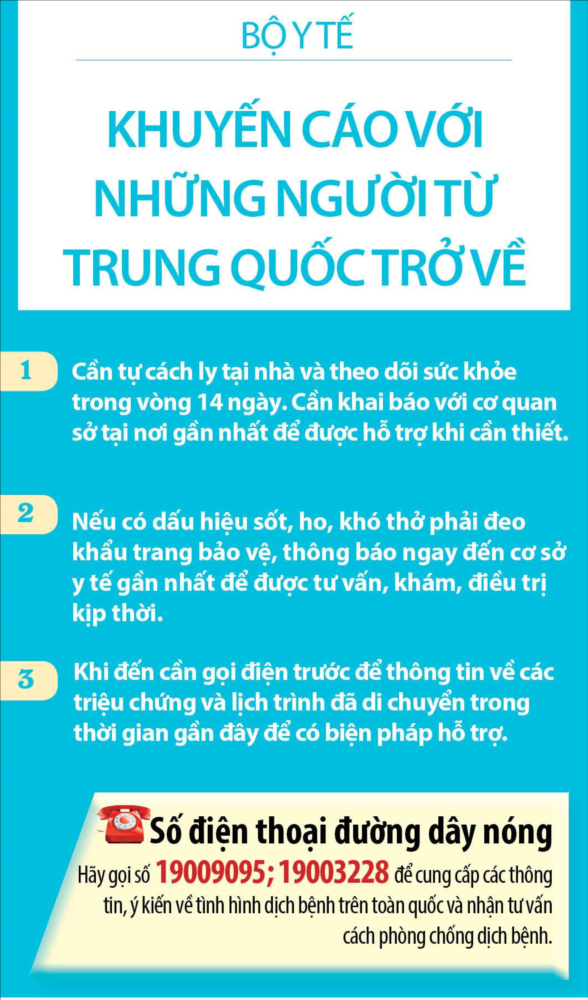 BỘ Y TẾ
KHUYẾN CÁO VỚI
NHỮNG NGƯỜI TỪ
TRUNG QUỐC TRỞ VỀ
1 Cần tự cách ly tại nhà và theo dõi sức khỏe
trong vòng 14 ngày. Cần khai báo với cơ quan
sở tại nơi gần nhất để được hỗ trợ khi cần thiết.
2 Nếu có dấu hiệu sốt, ho, khó thở phải đeo
khẩu trang bảo vệ, thông báo ngay đến cơ sở
y tế gần nhất để được tư vấn, khám, điều trị
kịp thời.
3 Khi đến cần gọi điện trước để thông tin về các
triệu chứng và lịch trình đã di chuyển trong
thời gian gần đây để có biện pháp hỗ trợ.
Số điện thoại đường dây nóng
Hãy gọi số 19009095; 19003228 để cung cấp các thông
tin, ý kiến về tình hình dịch bệnh trên toàn quốc và nhận tư vấn
cách phòng chống dịch bệnh.